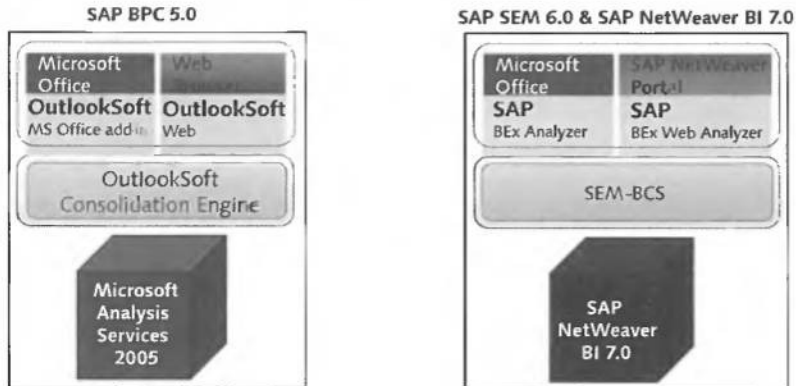 SAP BPC 5.0
Microsoft
Office
Web
OutlookSoft
MS Office add-in
OutlookSoft
Web
OutlookSoft
Consolidation Engine
Microsoft
Analysis
Services
2005
SAP SEM 6.0 & SAP NetWeaver BI 7.0
Microsoft
Office
SAP NetWeaver
Portal
SAP
BEx Analyzer
SAP
BEx Web Analyzer
SEM-BCS
SAP
NetWeaver
BI 7.0